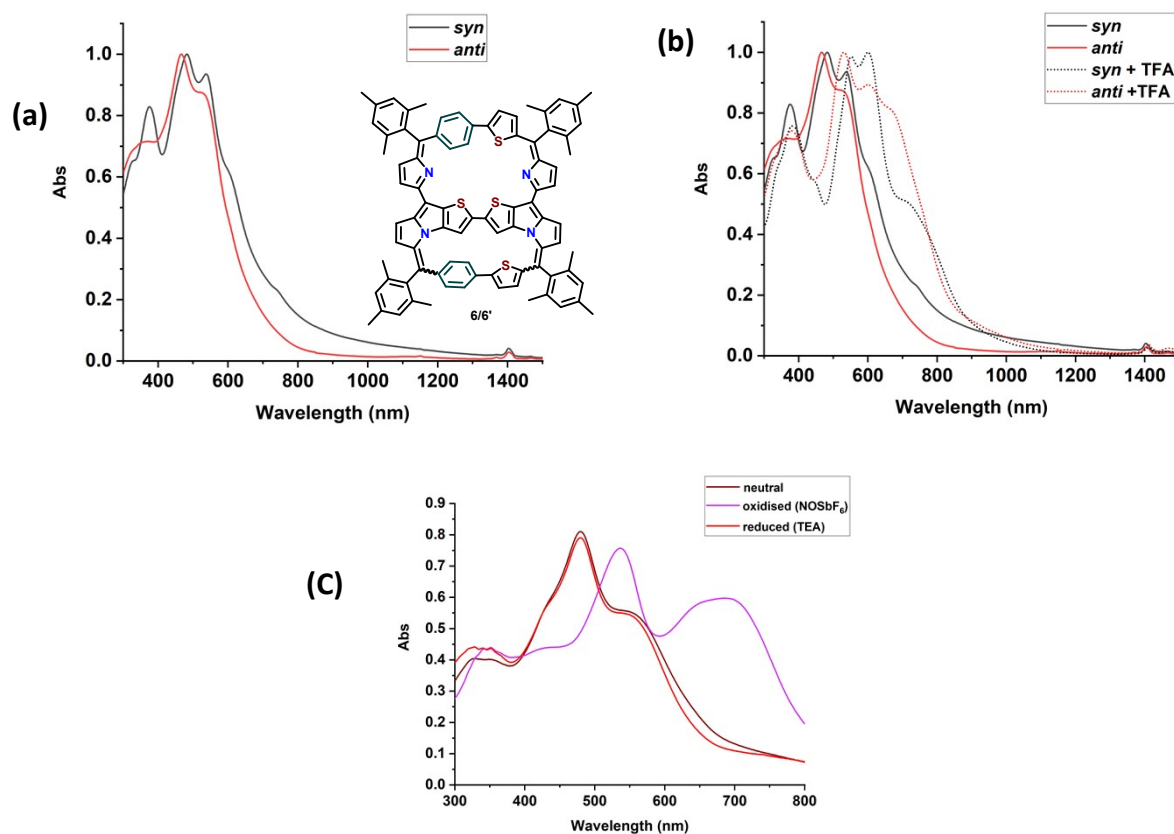 (a)
syn
anti
1.0
0.8
0.6
0.4
0.2
0.0
Abs
400 600 800 1000 1200 1400
Wavelength (nm)
S
N N
S S
N N
S
6/6'
(b)
syn
anti
syn + TFA
anti +TFA
1.0
0.8
0.6
0.4
0.2
0.0
Abs
400 600 800 1000 1200 1400
Wavelength (nm)
(C)
neutral
oxidised (NOSbF₆)
reduced (TEA)
0.9
0.8
0.7
0.6
0.5
0.4
0.3
0.2
0.1
0.0
Abs
300 400 500 600 700 800
Wavelength (nm)